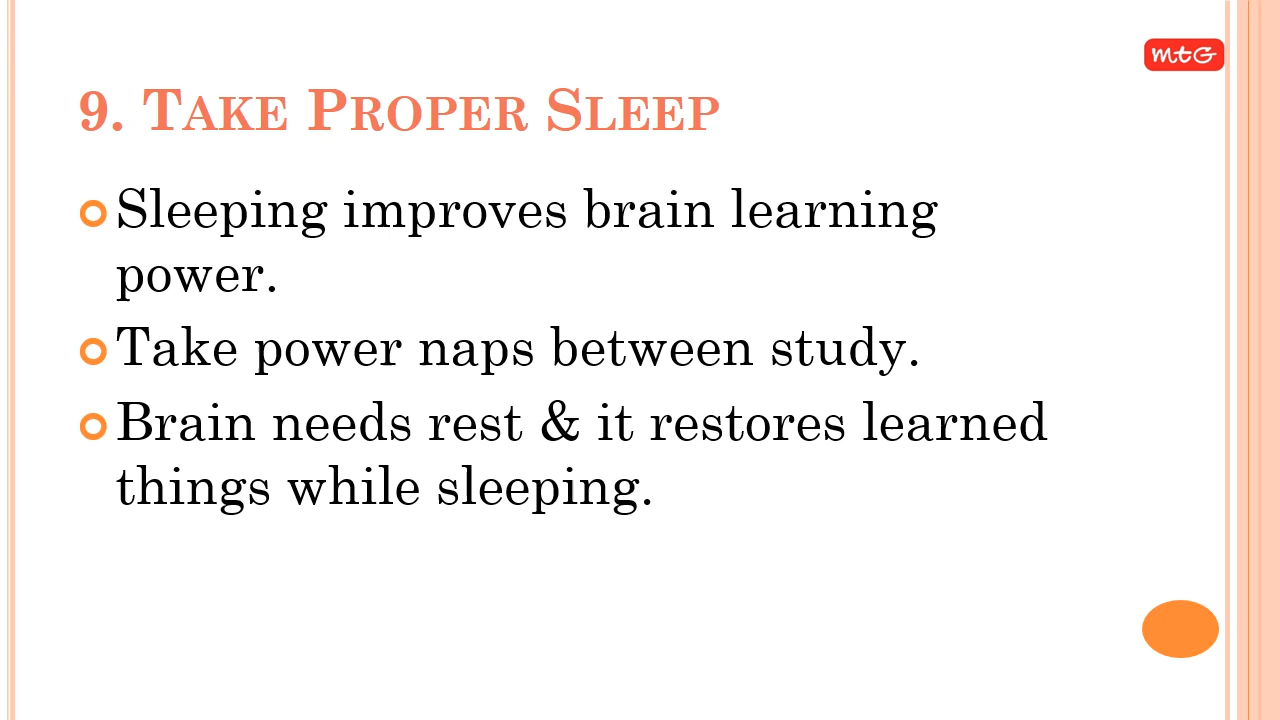 mtG
9. Take Proper Sleep
Sleeping improves brain learning
power.
Take power naps between study.
Brain needs rest & it restores learned
things while sleeping.